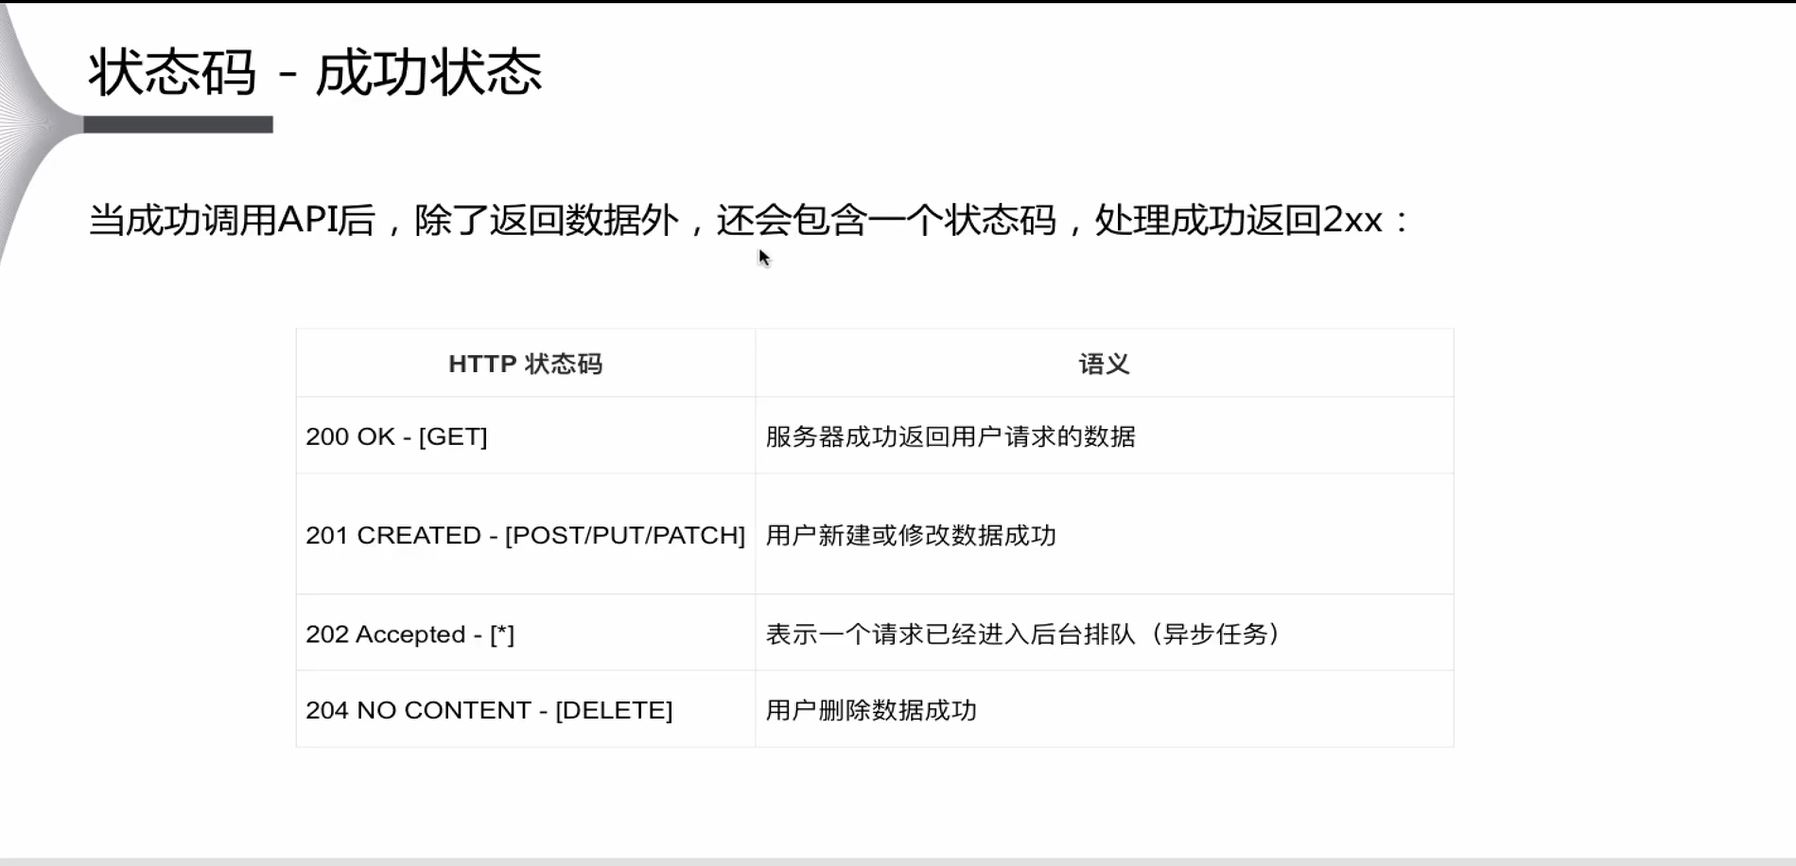 状态码 - 成功状态
当成功调用API后，除了返回数据外，还会包含一个状态码，处理成功返回2xx：
HTTP 状态码 语义
200 OK - [GET] 服务器成功返回用户请求的数据
201 CREATED - [POST/PUT/PATCH] 用户新建或修改数据成功
202 Accepted - [*] 表示一个请求已经进入后台排队（异步任务）
204 NO CONTENT - [DELETE] 用户删除数据成功